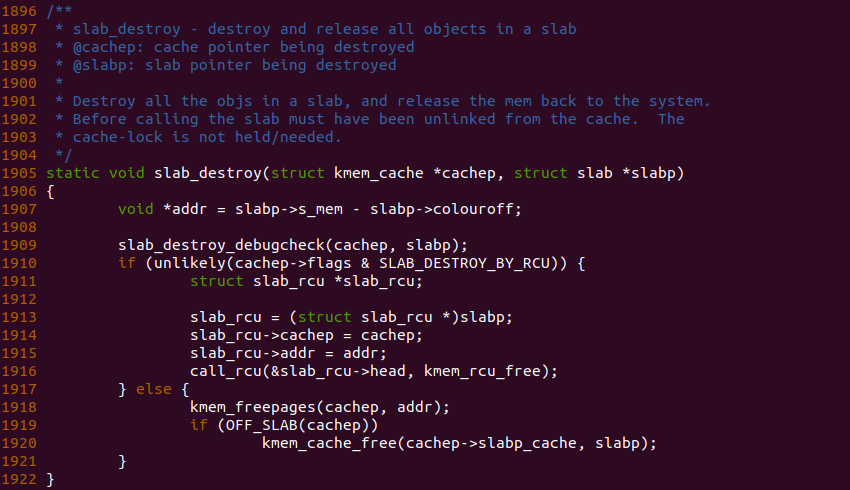 1896 /**
1897  * slab_destroy - destroy and release all objects in a slab
1898  * @cachep: cache pointer being destroyed
1899  * @slabp: slab pointer being destroyed
1900  *
1901  * Destroy all the objs in a slab, and release the mem back to the system.
1902  * Before calling the slab must have been unlinked from the cache.  The
1903  * cache-lock is not held/needed.
1904  */
1905 static void slab_destroy(struct kmem_cache *cachep, struct slab *slabp)
1906 {
1907         void *addr = slabp->s_mem - slabp->colouroff;
1908
1909         slab_destroy_debugcheck(cachep, slabp);
1910         if (unlikely(cachep->flags & SLAB_DESTROY_BY_RCU)) {
1911                 struct slab_rcu *slab_rcu;
1912
1913                 slab_rcu = (struct slab_rcu *)slabp;
1914                 slab_rcu->cachep = cachep;
1915                 slab_rcu->addr = addr;
1916                 call_rcu(&slab_rcu->head, kmem_rcu_free);
1917         } else {
1918                 kmem_freepages(cachep, addr);
1919                 if (OFF_SLAB(cachep))
1920                         kmem_cache_free(cachep->slabp_cache, slabp);
1921         }
1922 }